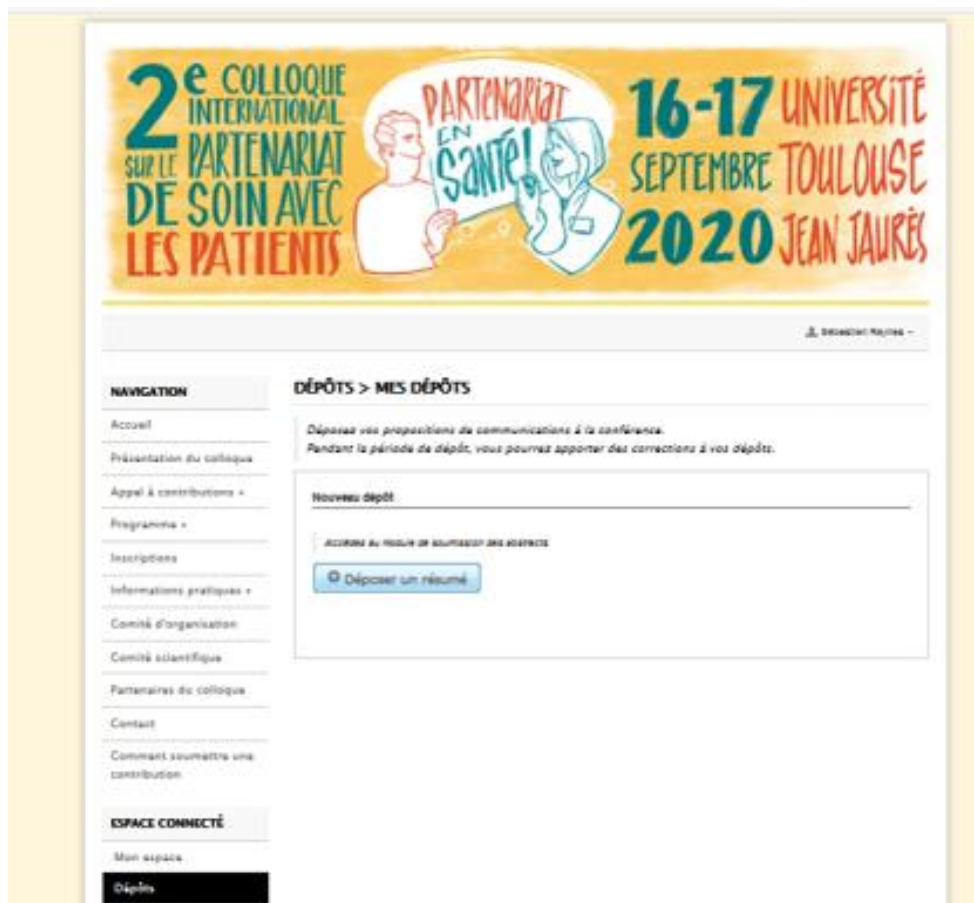 2e COLLOQUE
INTERNATIONAL
SUR LE PARTENARIAT
DE SOIN AVEC
LES PATIENTS
PARTENARIAT
EN
SANTÉ!
16-17
SEPTEMBRE
2020
UNIVERSITÉ
TOULOUSE
JEAN JAURÈS
NAVIGATION
Accueil
Présentation du colloque
Appel à contributions
Programme
Inscriptions
Informations pratiques
Comité d'organisation
Comité scientifique
Partenaires du colloque
Contact
Comment soumettre une
contribution
ESPACE CONNECTÉ
Mon espace
Dépôts
DÉPÔTS > MES DÉPÔTS
Déposez vos propositions de communications à la conférence.
Pendant la période de dépôt, vous pourrez apporter des corrections à vos dépôts.
Nouveau dépôt
Accédez au module de soumission des abstracts
Déposer un résumé